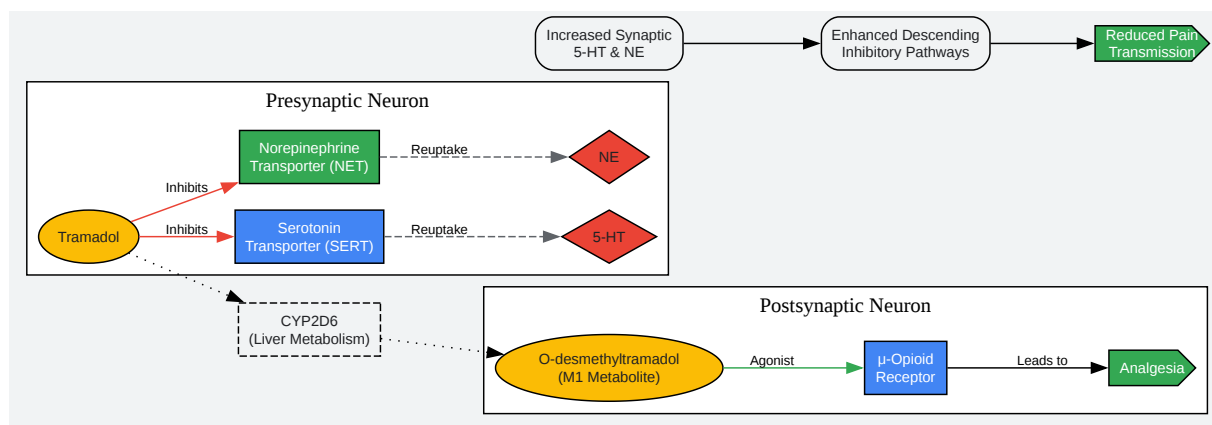 Increased Synaptic
5-HT & NE
Enhanced Descending
Inhibitory Pathways
Reduced Pain
Transmission
Presynaptic Neuron
Norepinephrine
Transporter (NET)
Reuptake
NE
Inhibits
Tramadol
Inhibits
Serotonin
Transporter (SERT)
Reuptake
5-HT
CYP2D6
(Liver Metabolism)
Postsynaptic Neuron
O-desmethyltramadol
(M1 Metabolite)
Agonist
μ-Opioid
Receptor
Leads to
Analgesia